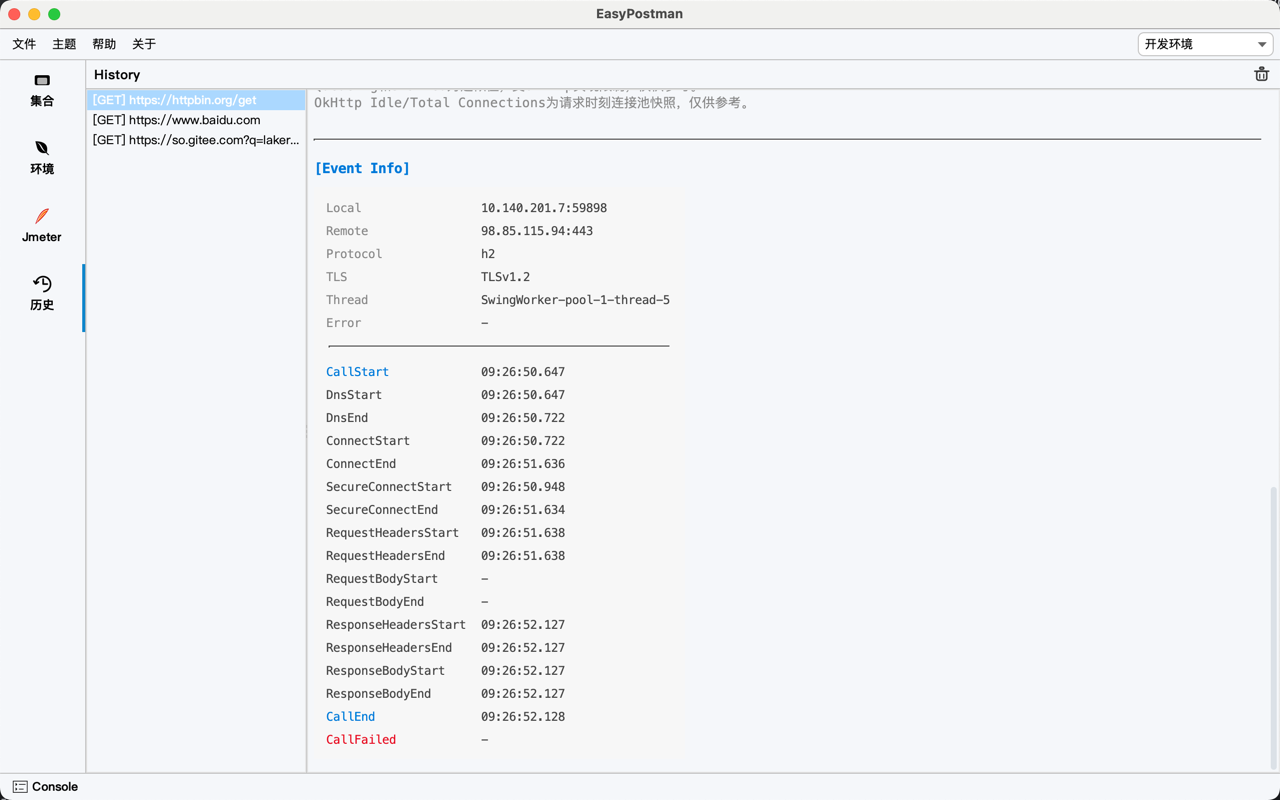 EasyPostman
文件 主题 帮助 关于
开发环境
集合
环境
Jmeter
历史
History
[GET] https://httpbin.org/get
[GET] https://www.baidu.com
[GET] https://so.gitee.com?q=laker...
OkHttp Idle/Total Connections为请求时刻连接池快照，仅供参考。
[Event Info]
Local 10.140.201.7:59898
Remote 98.85.115.94:443
Protocol h2
TLS TLSv1.2
Thread SwingWorker-pool-1-thread-5
Error –
CallStart 09:26:50.647
DnsStart 09:26:50.647
DnsEnd 09:26:50.722
ConnectStart 09:26:50.722
ConnectEnd 09:26:51.636
SecureConnectStart 09:26:50.948
SecureConnectEnd 09:26:51.634
RequestHeadersStart 09:26:51.638
RequestHeadersEnd 09:26:51.638
RequestBodyStart –
RequestBodyEnd –
ResponseHeadersStart 09:26:52.127
ResponseHeadersEnd 09:26:52.127
ResponseBodyStart 09:26:52.127
ResponseBodyEnd 09:26:52.127
CallEnd 09:26:52.128
CallFailed –
Console